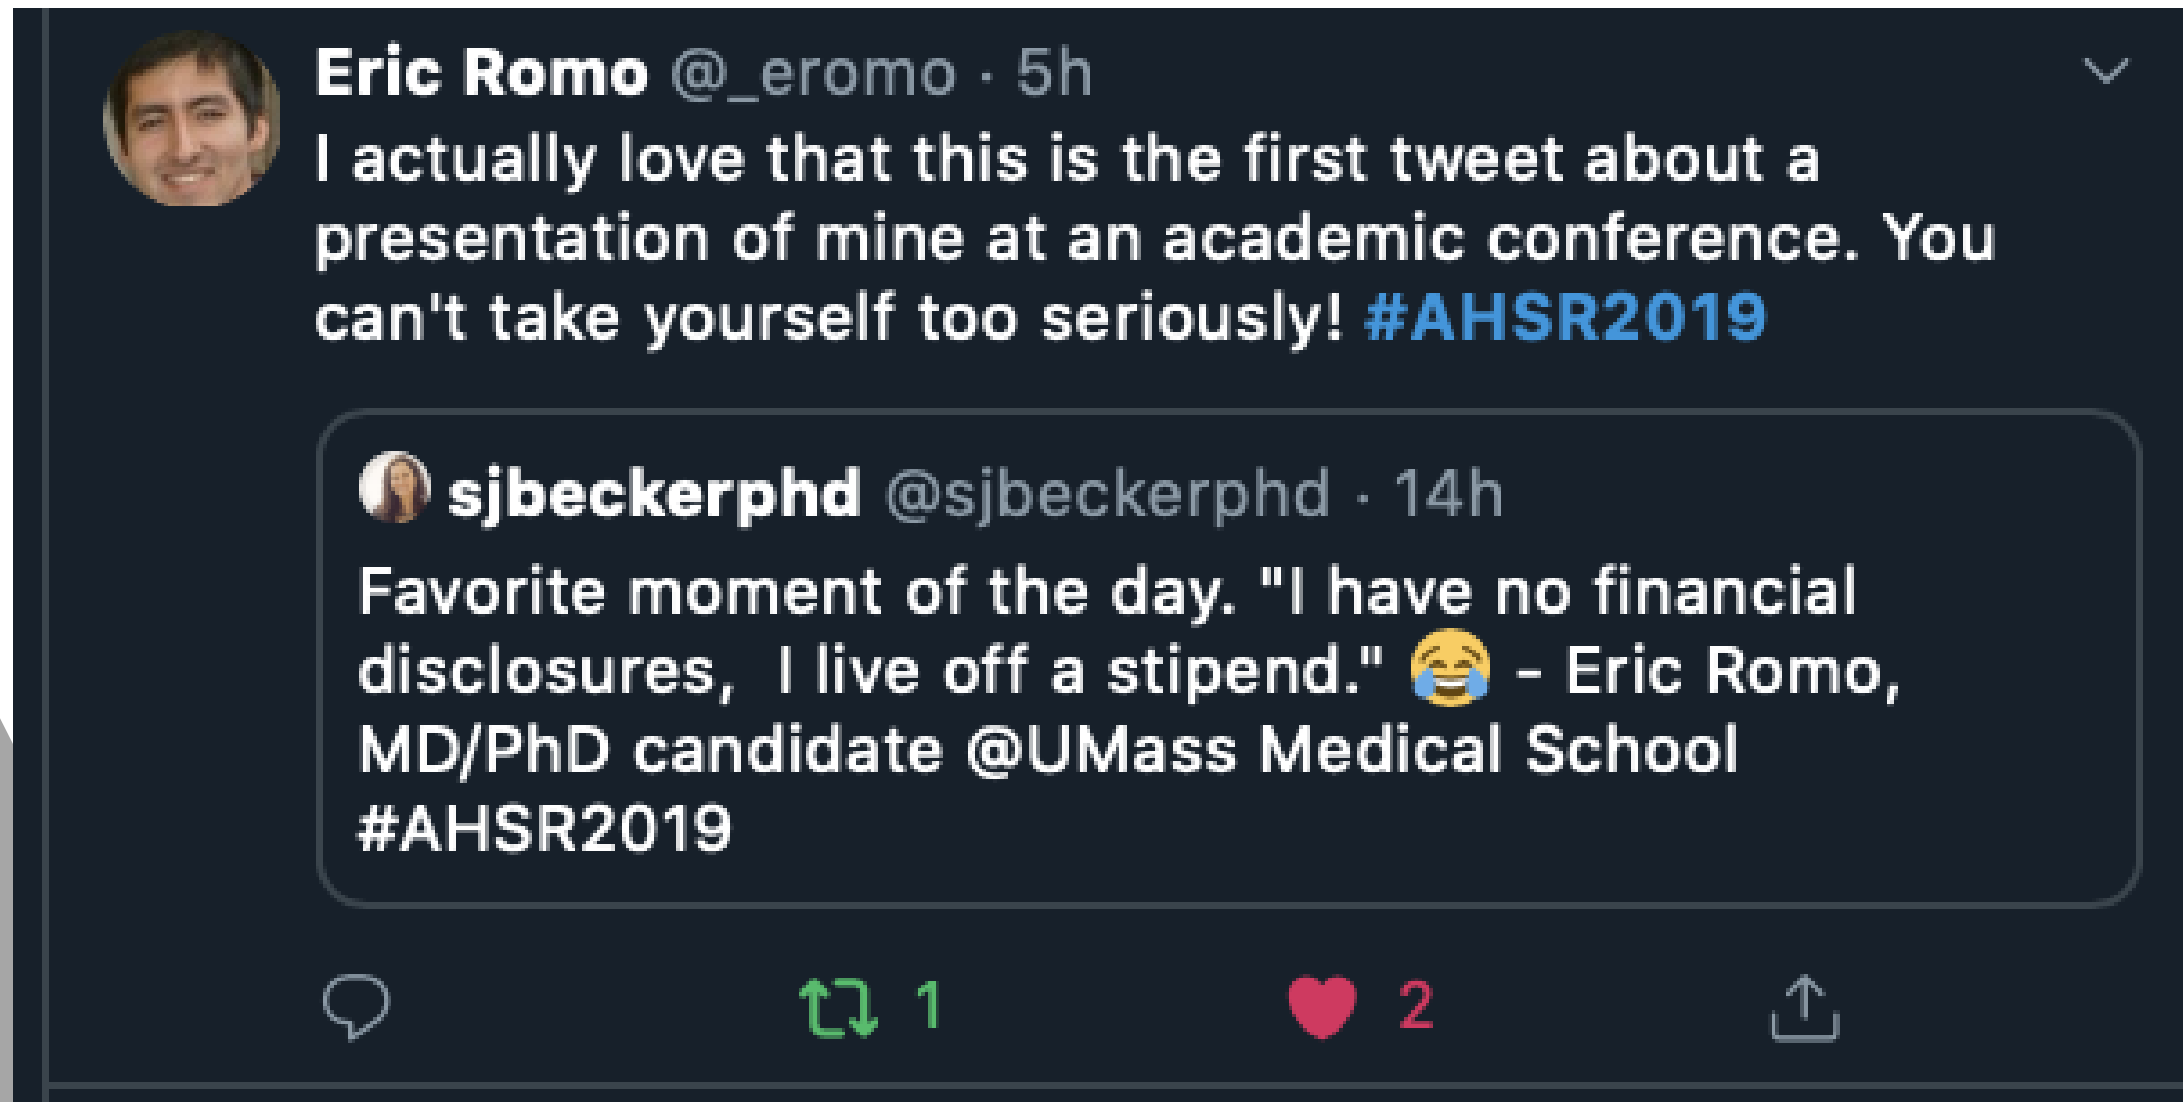 Eric Romo @_eromo · 5h
I actually love that this is the first tweet about a
presentation of mine at an academic conference. You
can't take yourself too seriously! #AHSR2019
sjbeckerphd @sjbeckerphd · 14h
Favorite moment of the day. "I have no financial
disclosures,  I live off a stipend." 😂 - Eric Romo,
MD/PhD candidate @UMass Medical School
#AHSR2019
1 2